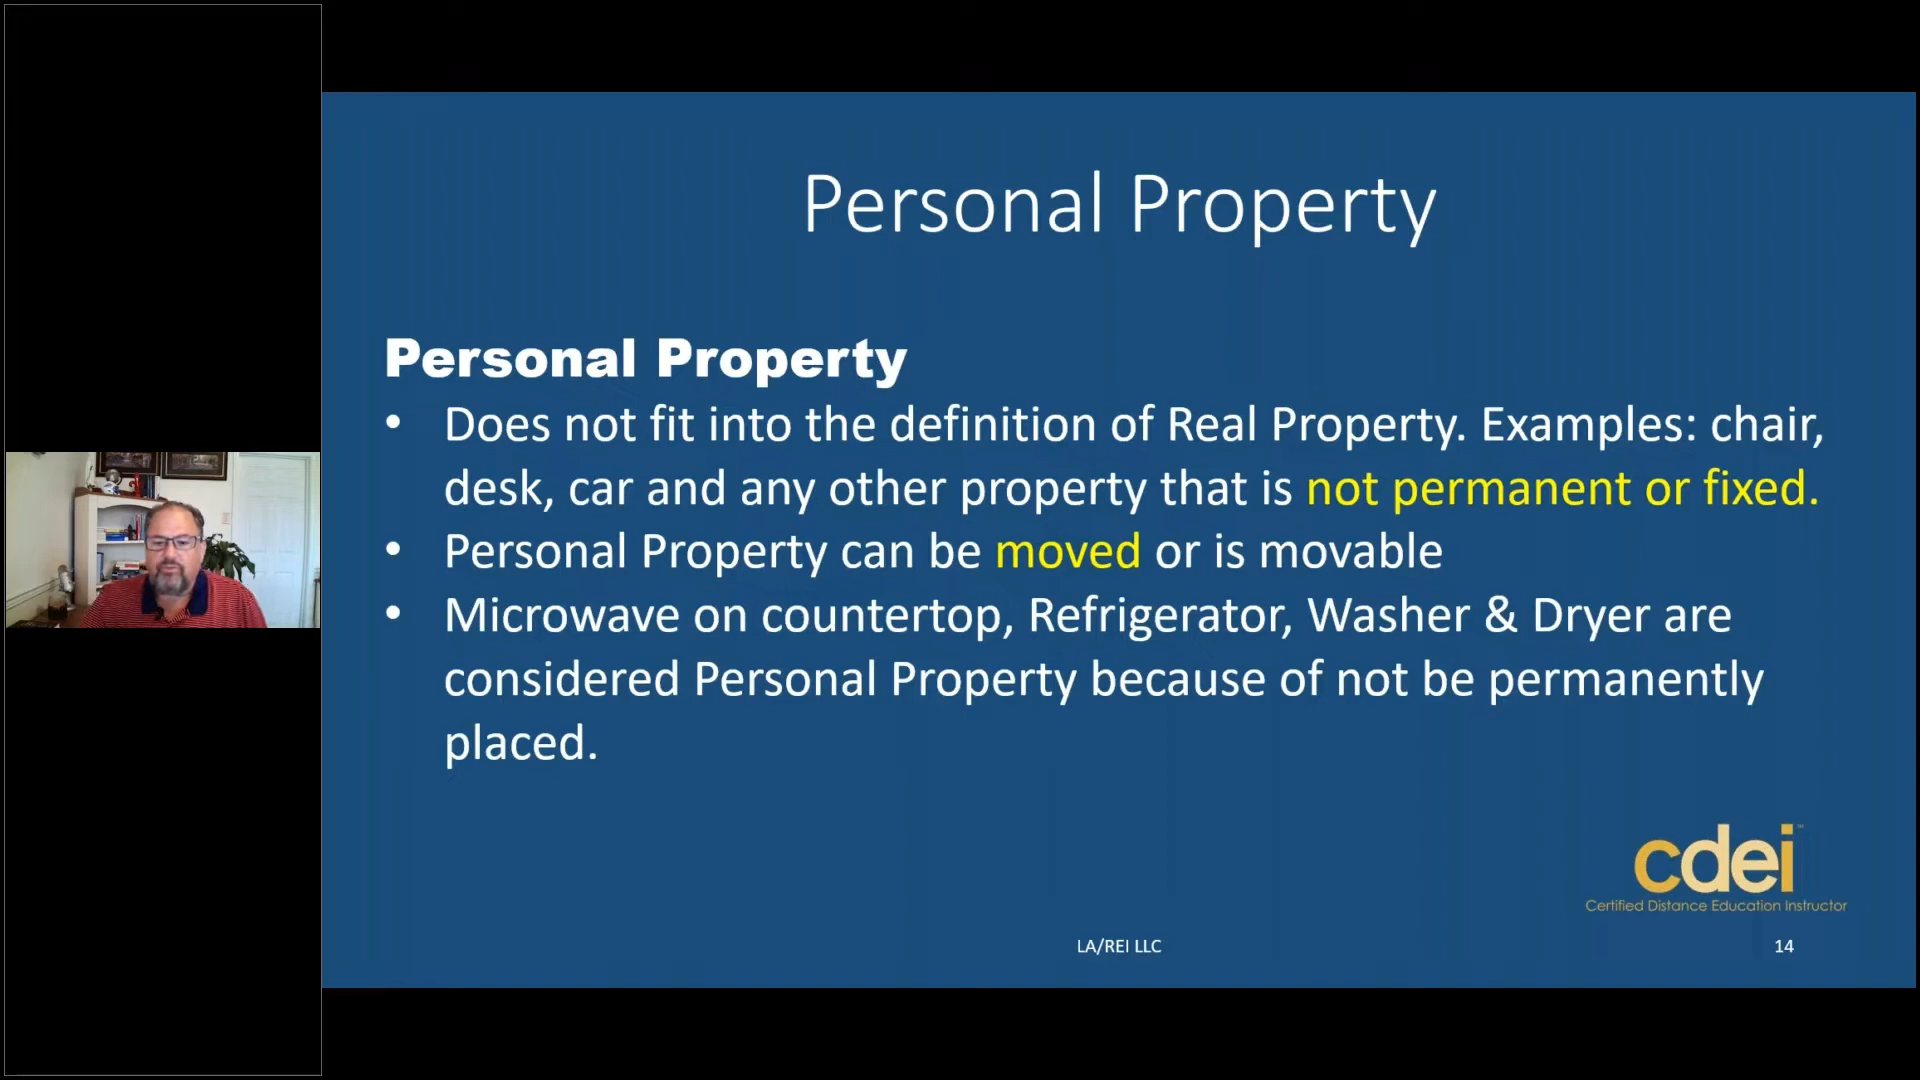 Personal Property
Personal Property
• Does not fit into the definition of Real Property. Examples: chair,
desk, car and any other property that is not permanent or fixed.
• Personal Property can be moved or is movable
• Microwave on countertop, Refrigerator, Washer & Dryer are
considered Personal Property because of not be permanently
placed.
cdei™
Certified Distance Education Instructor
LA/REI LLC
14